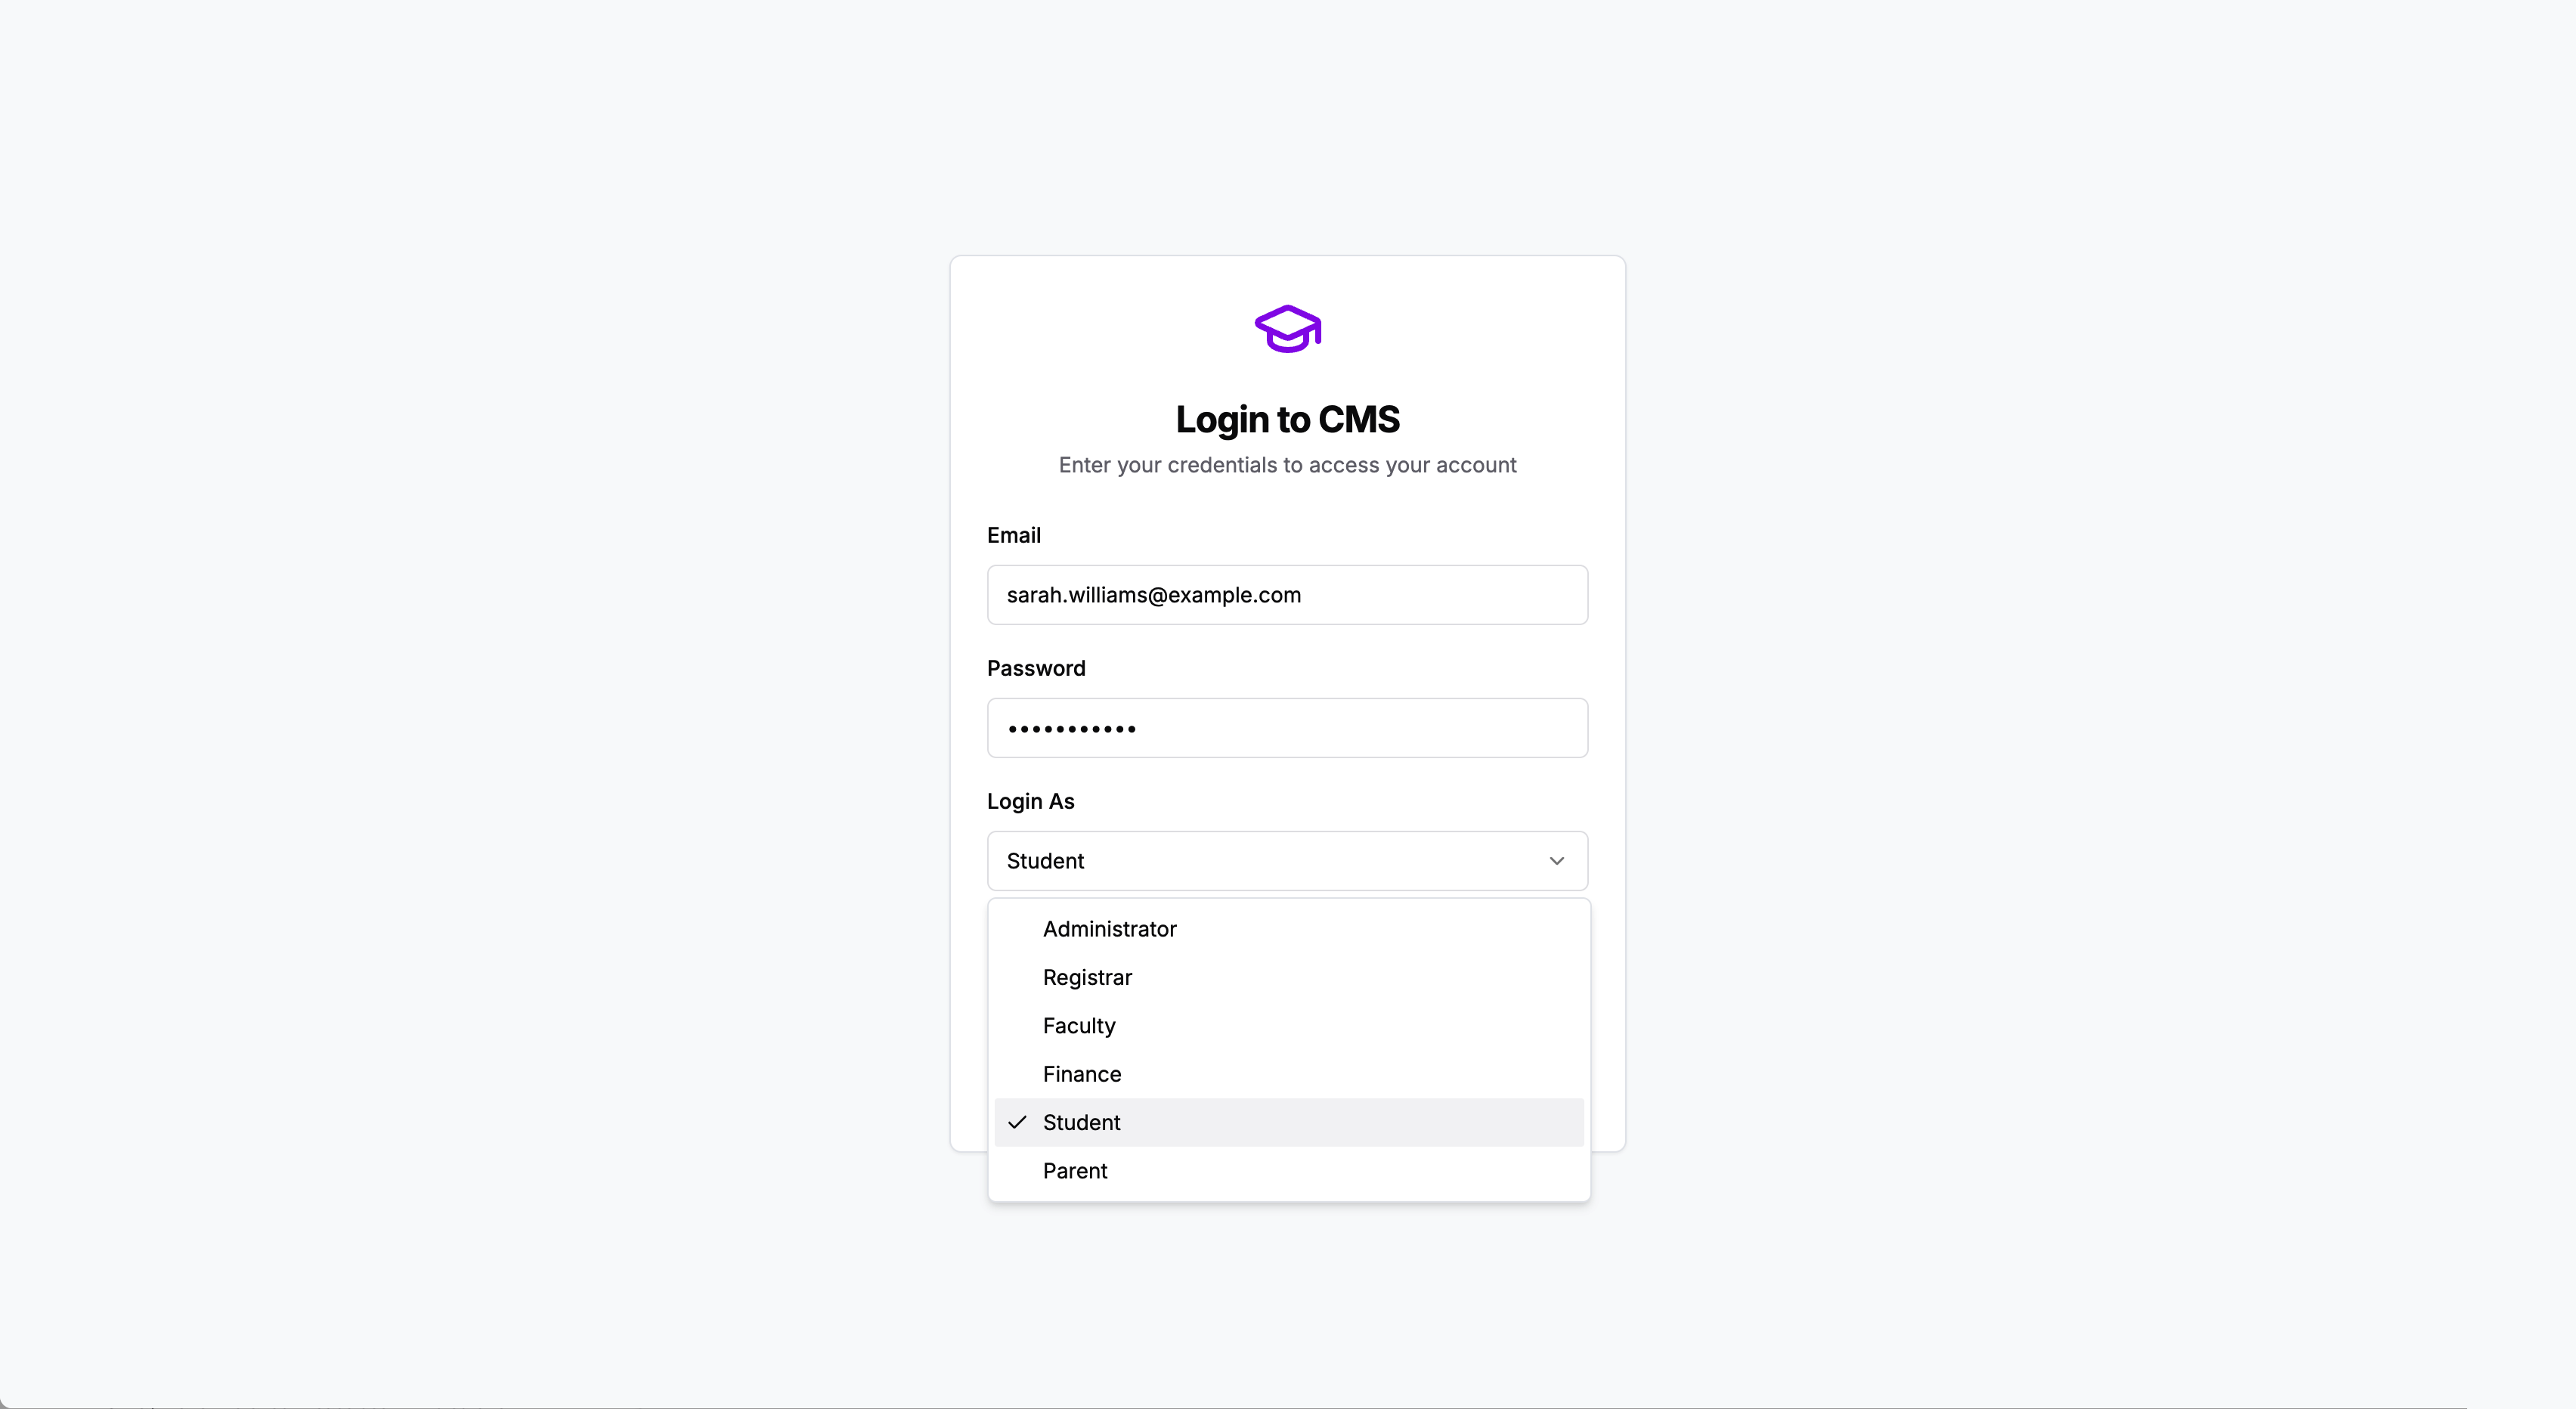 Login to CMS
Enter your credentials to access your account
Email
sarah.williams@example.com
Password
•••••••••••
Login As
Student
Administrator
Registrar
Faculty
Finance
Student
Parent